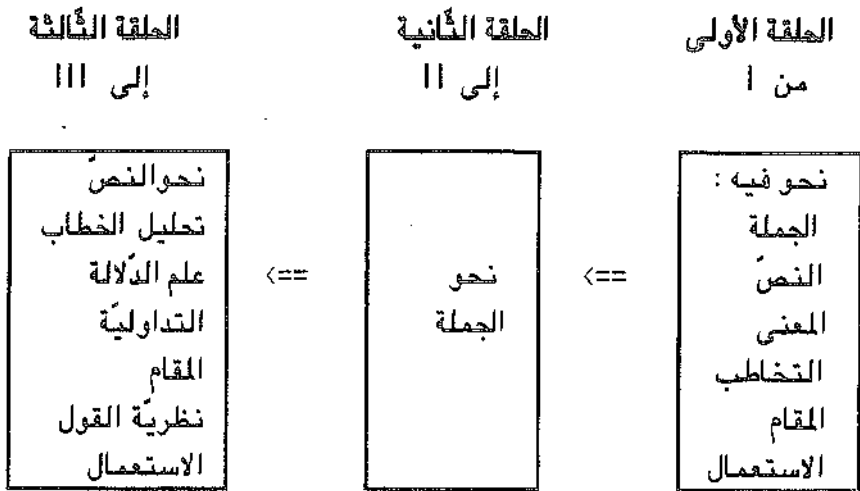 الحلقة الأولى
من I
نحو فيه :
الجملة
النصّ
المعنى
التخاطب
المقام
الاستعمال
<==
الحلقة الثّانية
إلى II
نحو
الجملة
<==
الحلقة الثّالثة
إلى III
نحو النصّ
تحليل الخطاب
علم الدّلالة
التداوليّة
المقام
نظريّة القول
الاستعمال